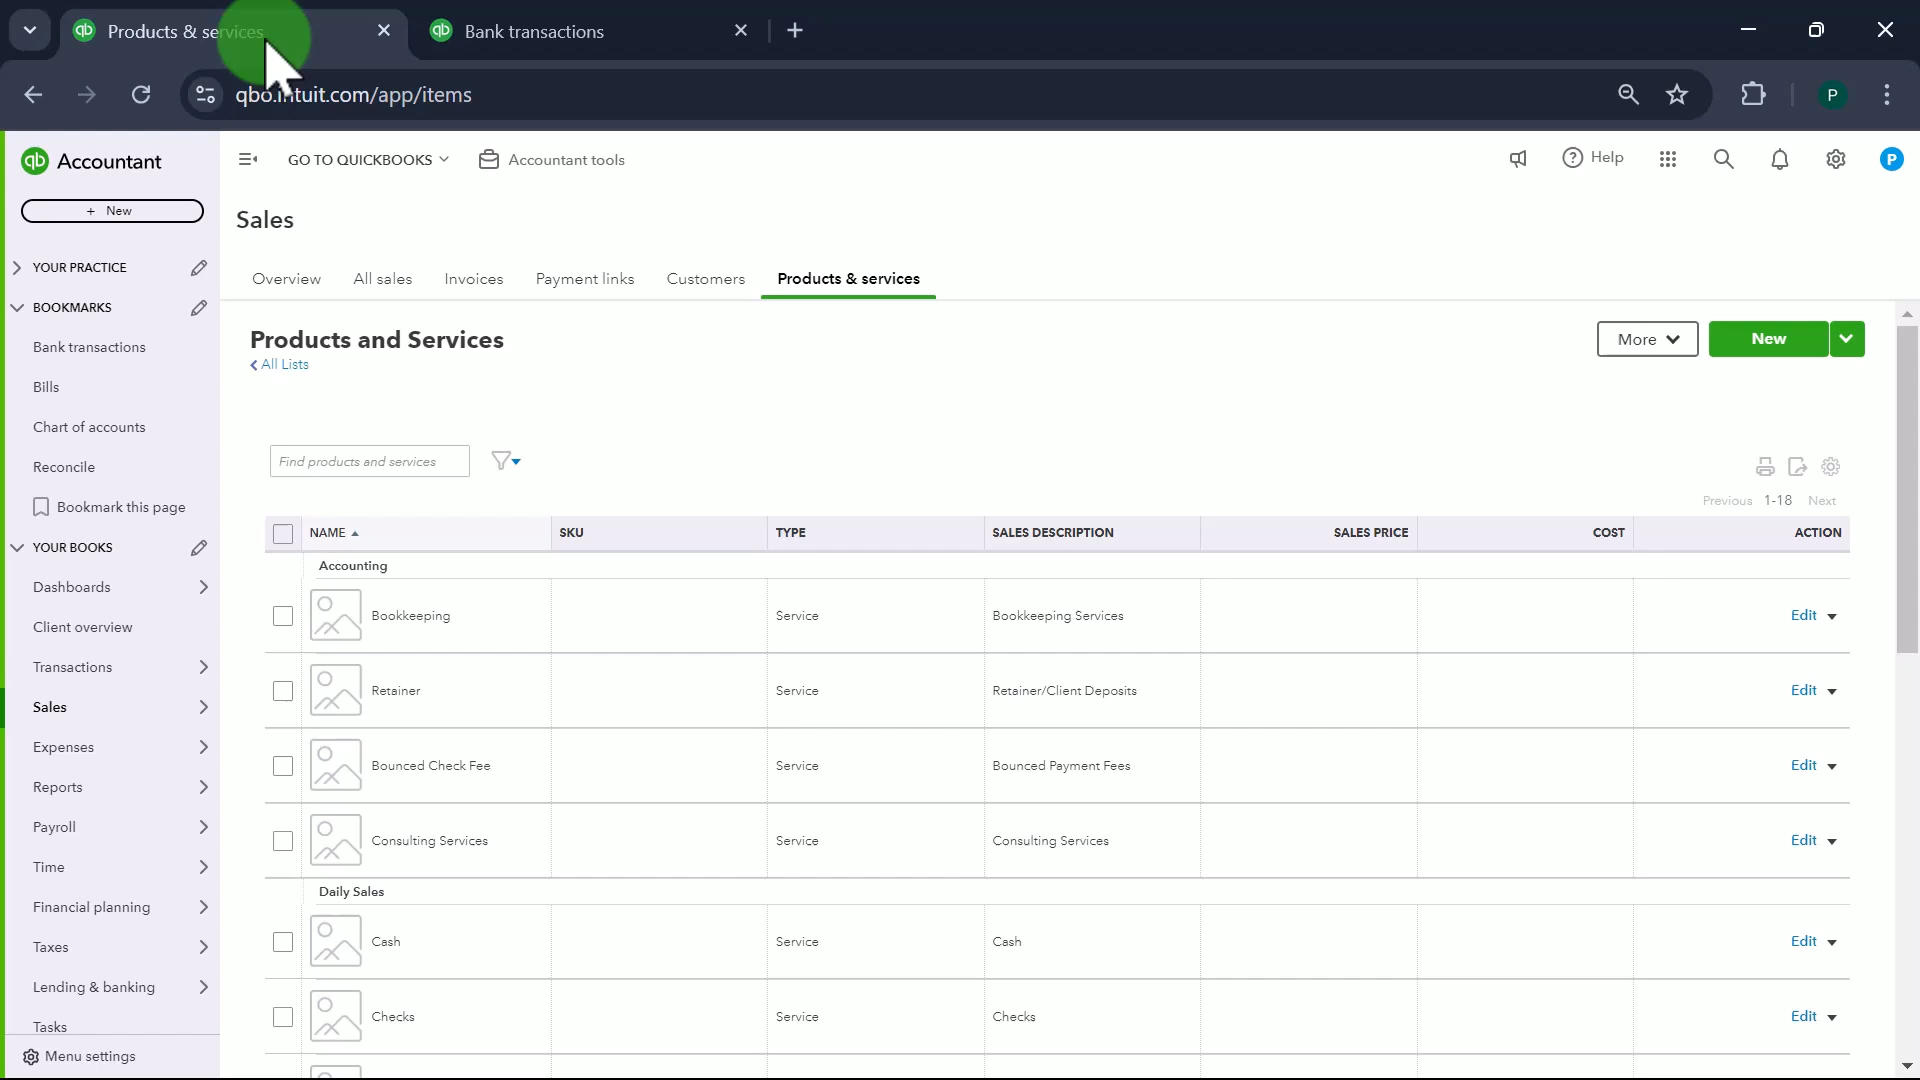 Products & services
Bank transactions
qbo.intuit.com/app/items
P
qb Accountant
GO TO QUICKBOOKS
Accountant tools
Help
P
+ New
Sales
YOUR PRACTICE
BOOKMARKS
Bank transactions
Bills
Chart of accounts
Reconcile
Bookmark this page
YOUR BOOKS
Dashboards
Client overview
Transactions
Sales
Expenses
Reports
Payroll
Time
Financial planning
Taxes
Lending & banking
Tasks
Menu settings
Overview
All sales
Invoices
Payment links
Customers
Products & services
Products and Services
All Lists
More
New
Find products and services
Previous 1-18 Next
NAME SKU TYPE SALES DESCRIPTION SALES PRICE COST ACTION
Accounting
Bookkeeping Service Bookkeeping Services Edit
Retainer Service Retainer/Client Deposits Edit
Bounced Check Fee Service Bounced Payment Fees Edit
Consulting Services Service Consulting Services Edit
Daily Sales
Cash Service Cash Edit
Checks Service Checks Edit